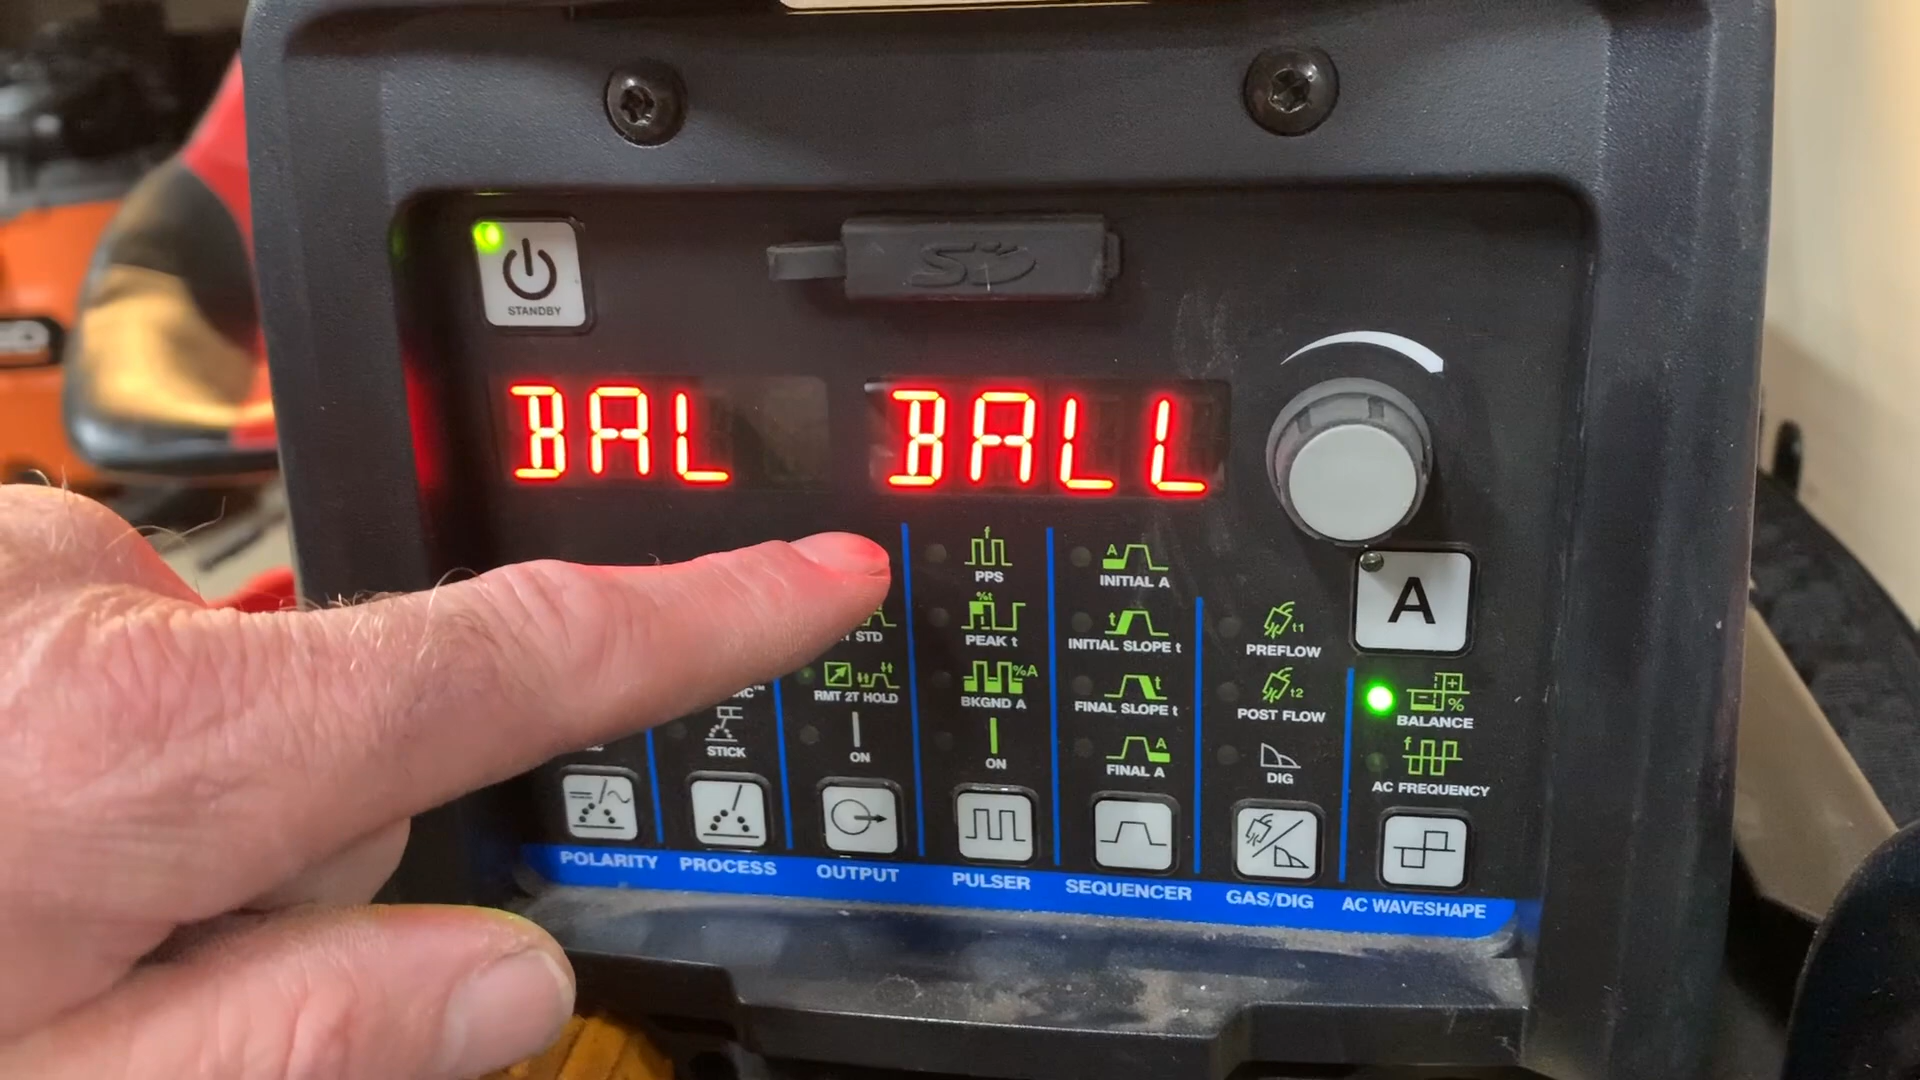 STANDBY
SD
BAL BALL
A
PPS
INITIAL A
STD
PEAK t
INITIAL SLOPE t
PREFLOW
RMT 2T HOLD
BKGND A
FINAL SLOPE t
POST FLOW
BALANCE
STICK
ON
ON
FINAL A
DIG
AC FREQUENCY
POLARITY
PROCESS
OUTPUT
PULSER
SEQUENCER
GAS/DIG
AC WAVESHAPE